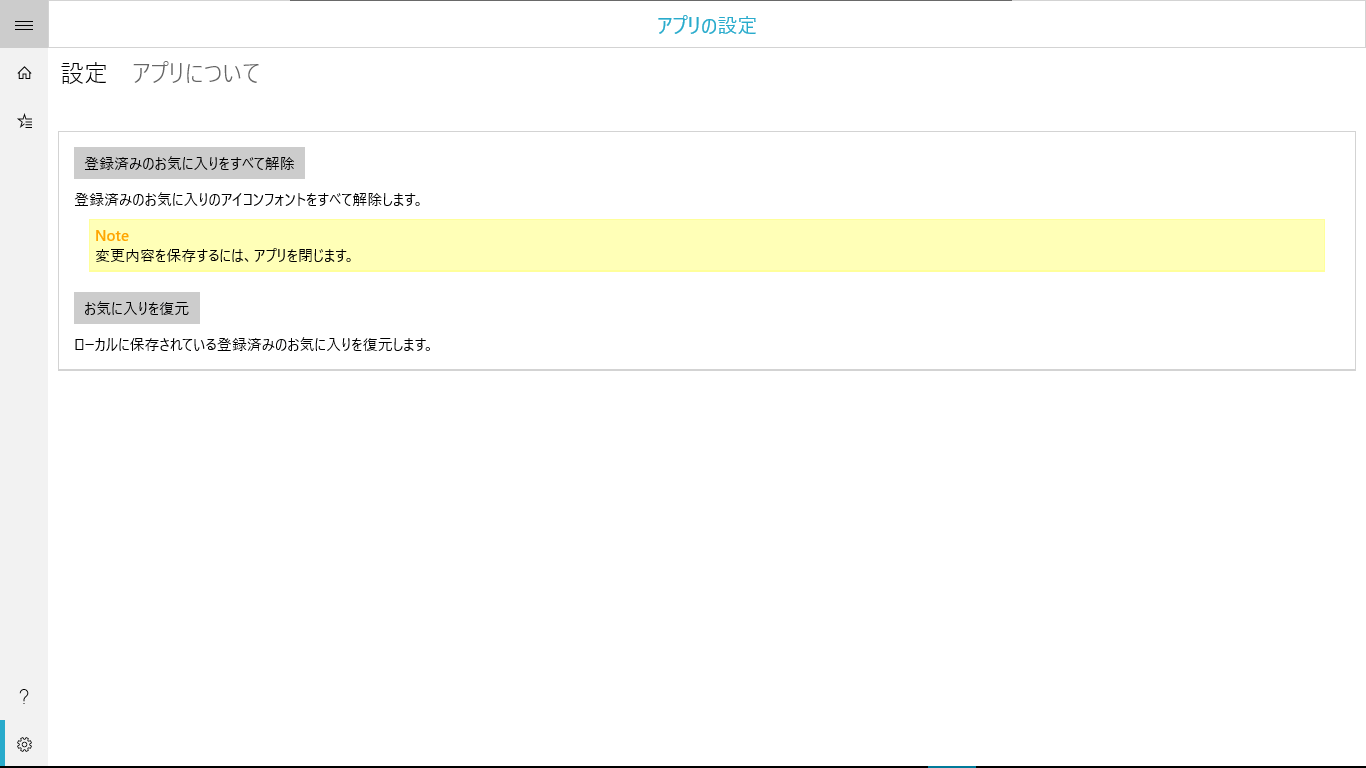 アプリの設定
設定 アプリについて
登録済みのお気に入りをすべて解除
登録済みのお気に入りのアイコンフォントをすべて解除します。
Note
変更内容を保存するには、アプリを閉じます。
お気に入りを復元
ローカルに保存されている登録済みのお気に入りを復元します。